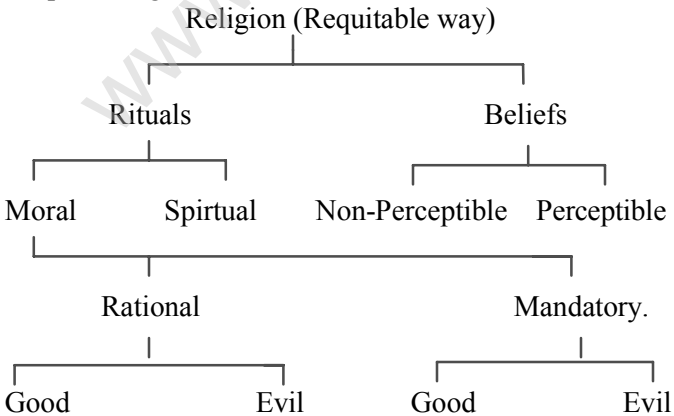 Religion (Requitable way)
Rituals Beliefs
Moral Spirtual Non-Perceptible Perceptible
Rational Mandatory.
Good Evil Good Evil